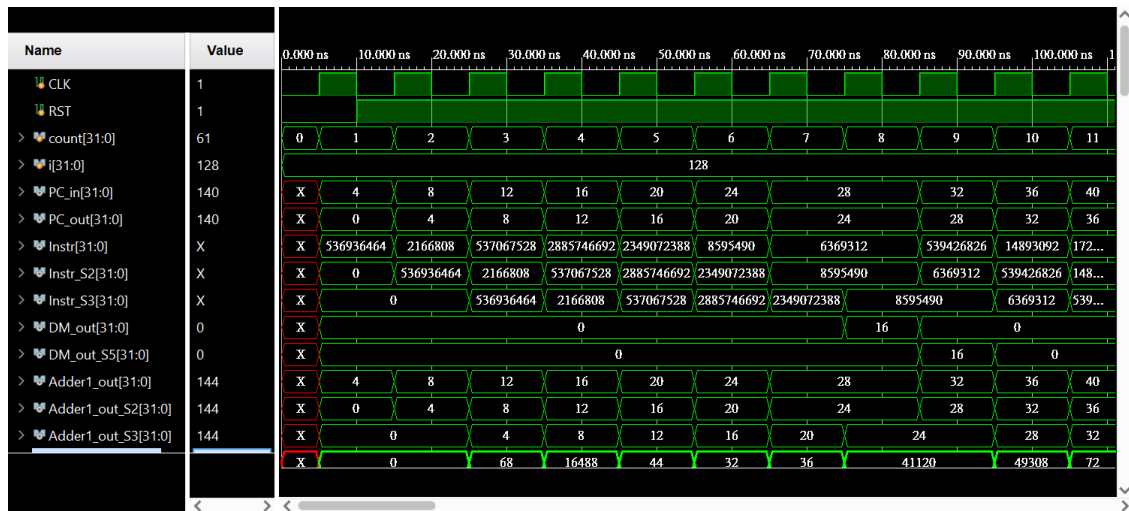 Name Value 0.000 ns 10.000 ns 20.000 ns 30.000 ns 40.000 ns 50.000 ns 60.000 ns 70.000 ns 80.000 ns 90.000 ns 100.000 ns 1
CLK 1
RST 1
count[31:0] 61 0 1 2 3 4 5 6 7 8 9 10 11
i[31:0] 128 128
PC_in[31:0] 140 X 4 8 12 16 20 24 28 32 36 40
PC_out[31:0] 140 X 0 4 8 12 16 20 24 28 32 36
Instr[31:0] X X 536936464 2166808 537067528 2885746692 2349072388 8595490 6369312 539426826 14893092 172...
Instr_S2[31:0] X X 0 536936464 2166808 537067528 2885746692 2349072388 8595490 6369312 539426826 148...
Instr_S3[31:0] X X 0 536936464 2166808 537067528 2885746692 2349072388 8595490 6369312 539...
DM_out[31:0] 0 X 0 16 0
DM_out_S5[31:0] 0 X 0 16 0
Adder1_out[31:0] 144 X 4 8 12 16 20 24 28 32 36 40
Adder1_out_S2[31:0] 144 X 0 4 8 12 16 20 24 28 32 36
Adder1_out_S3[31:0] 144 X 0 4 8 12 16 20 24 28 32
X 0 68 16488 44 32 36 41120 49308 72